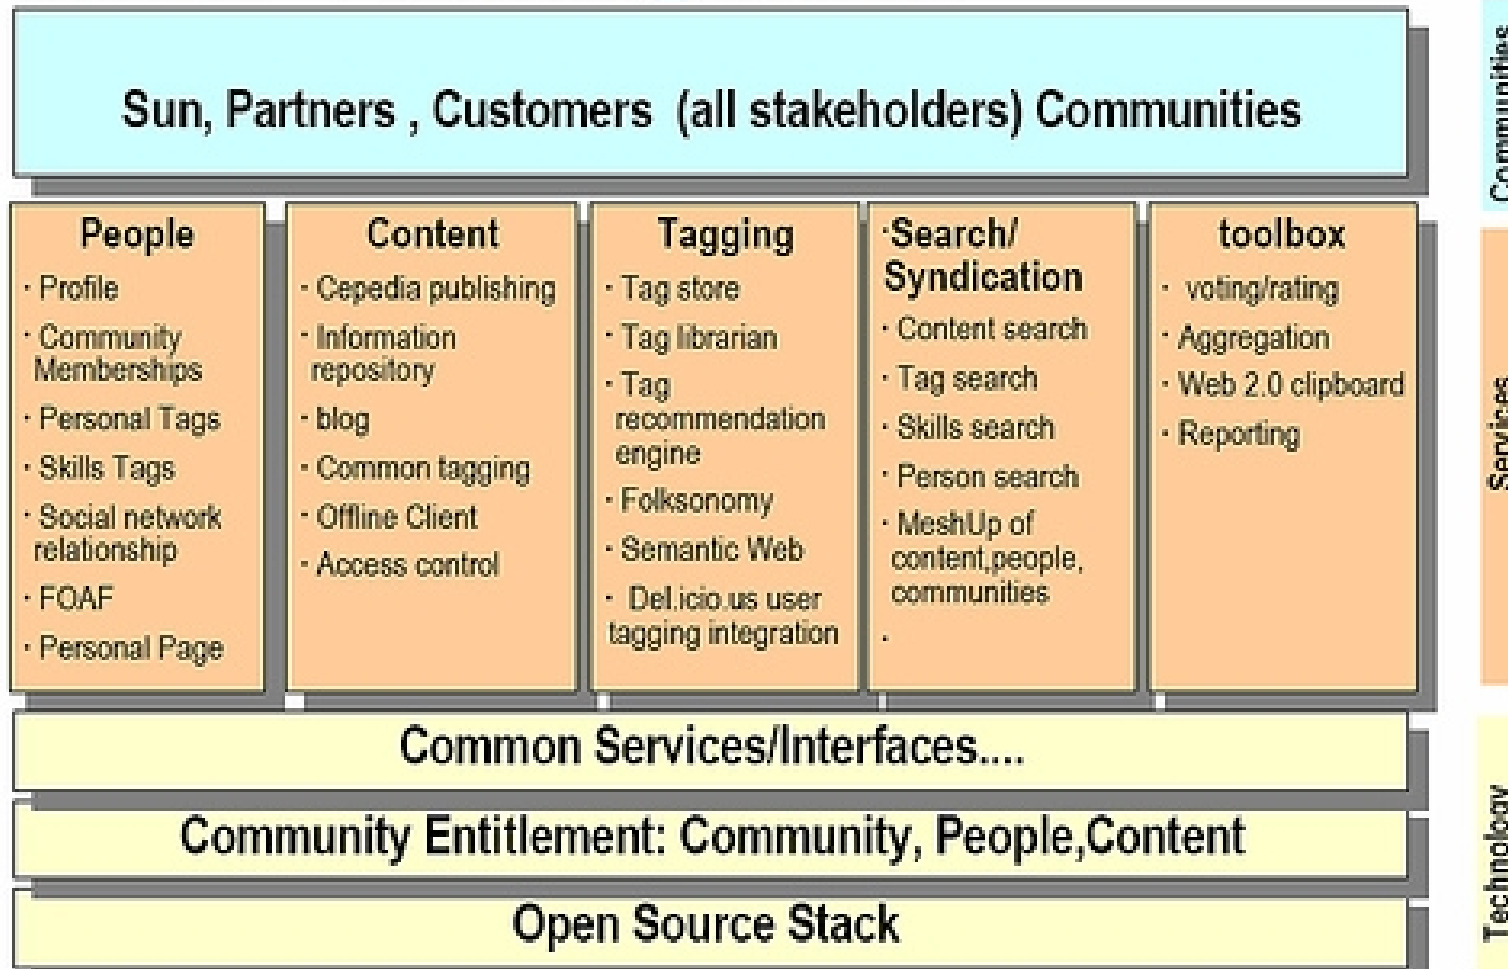 Sun, Partners , Customers (all stakeholders) Communities
People
· Profile
· Community
Memberships
· Personal Tags
· Skills Tags
· Social network
relationship
· FOAF
· Personal Page
Content
· Cepedia publishing
· Information
repository
· blog
· Common tagging
· Offline Client
· Access control
Tagging
· Tag store
· Tag librarian
· Tag
recommendation
engine
· Folksonomy
· Semantic Web
· Del.icio.us user
tagging integration
·Search/
Syndication
· Content search
· Tag search
· Skills search
· Person search
· MeshUp of
content,people,
communities
·
toolbox
· voting/rating
· Aggregation
· Web 2.0 clipboard
· Reporting
Common Services/Interfaces....
Community Entitlement: Community, People,Content
Open Source Stack
Communities
Services
Technology